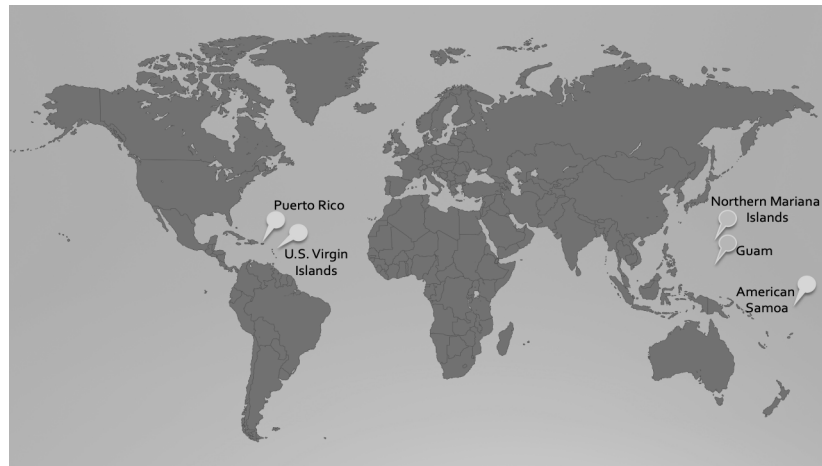 Puerto Rico
U.S. Virgin
Islands
Northern Mariana
Islands
Guam
American
Samoa